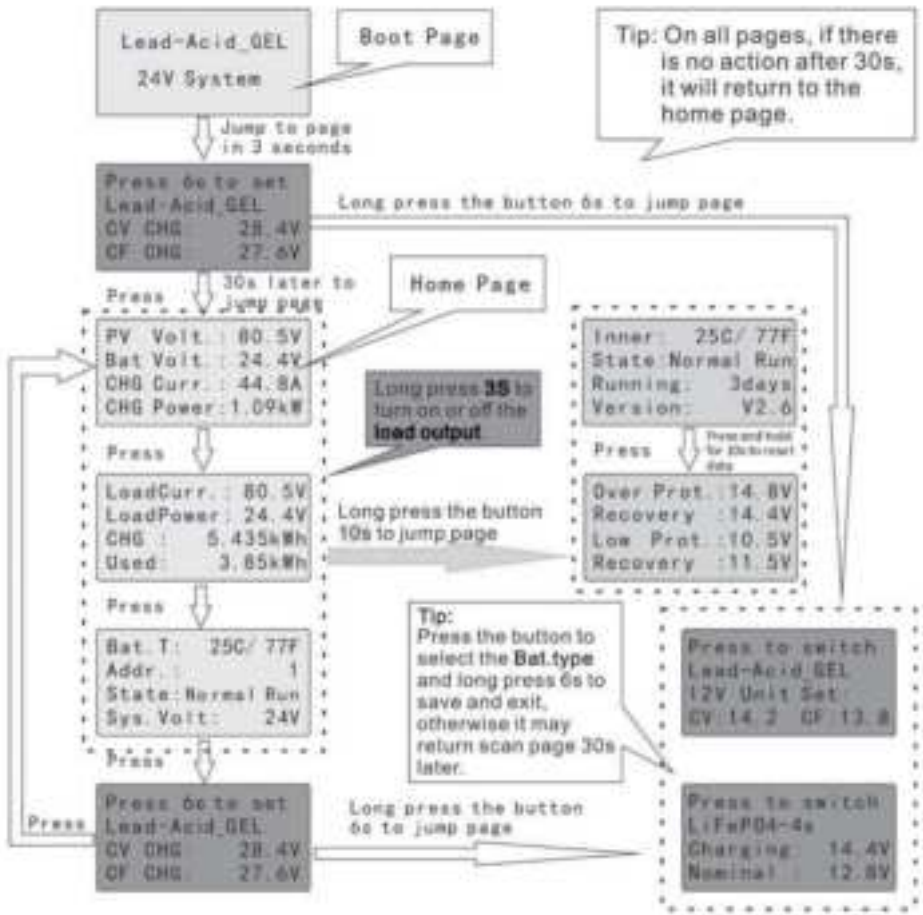 Lead-Acid_GEL
24V System
Boot Page
Tip: On all pages, if there
is no action after 30s,
it will return to the
home page.
Jump to page
in 3 seconds
Press 6s to set
Lead-Acid_GEL
CV CHG: 28.4V
CF CHG: 27.6V
Long press the button 6s to jump page
Press
30s later to
jump page
Home Page
PV Volt.: 80.5V
Bat Volt.: 24.4V
CHG Curr.: 44.8A
CHG Power:1.09kW
Long press 3S to
turn on or off the
load output
Inner: 25C/ 77F
State:Normal Run
Running: 3days
Version: V2.6
Press
Press and hold
for 10s to reset
data
Press
LoadCurr.: 80.5V
LoadPower: 24.4V
CHG : 5.435kWh
Used: 3.85kWh
Long press the button
10s to jump page
Over Prot.:14.8V
Recovery :14.4V
Low Prot.:10.5V
Recovery :11.5V
Press
Bat.T: 25C/ 77F
Addr.: 1
State:Normal Run
Sys.Volt: 24V
Tip:
Press the button to
select the Bat.type
and long press 6s to
save and exit,
otherwise it may
return scan page 30s
later.
Press to switch
Lead-Acid_GEL
12V Unit Set:
CV:14.2 CF:13.8
Press
Press 6s to set
Lead-Acid_GEL
CV CHG: 28.4V
CF CHG: 27.6V
Press
Long press the button
6s to jump page
Press to switch
LiFePO4-4s
Charging: 14.4V
Nominal : 12.8V